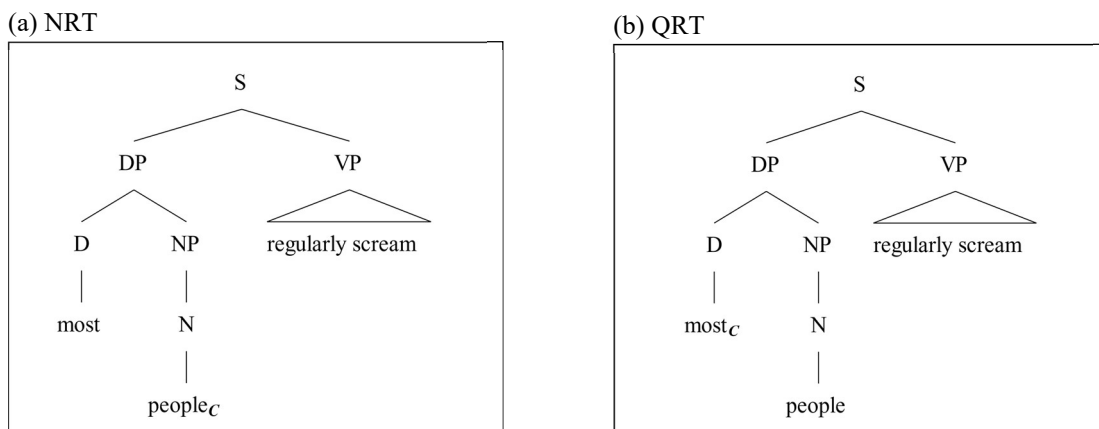 (a) NRT
(b) QRT
S
DP VP
D NP regularly scream
most N
peopleC
S
DP VP
D NP regularly scream
mostC N
people